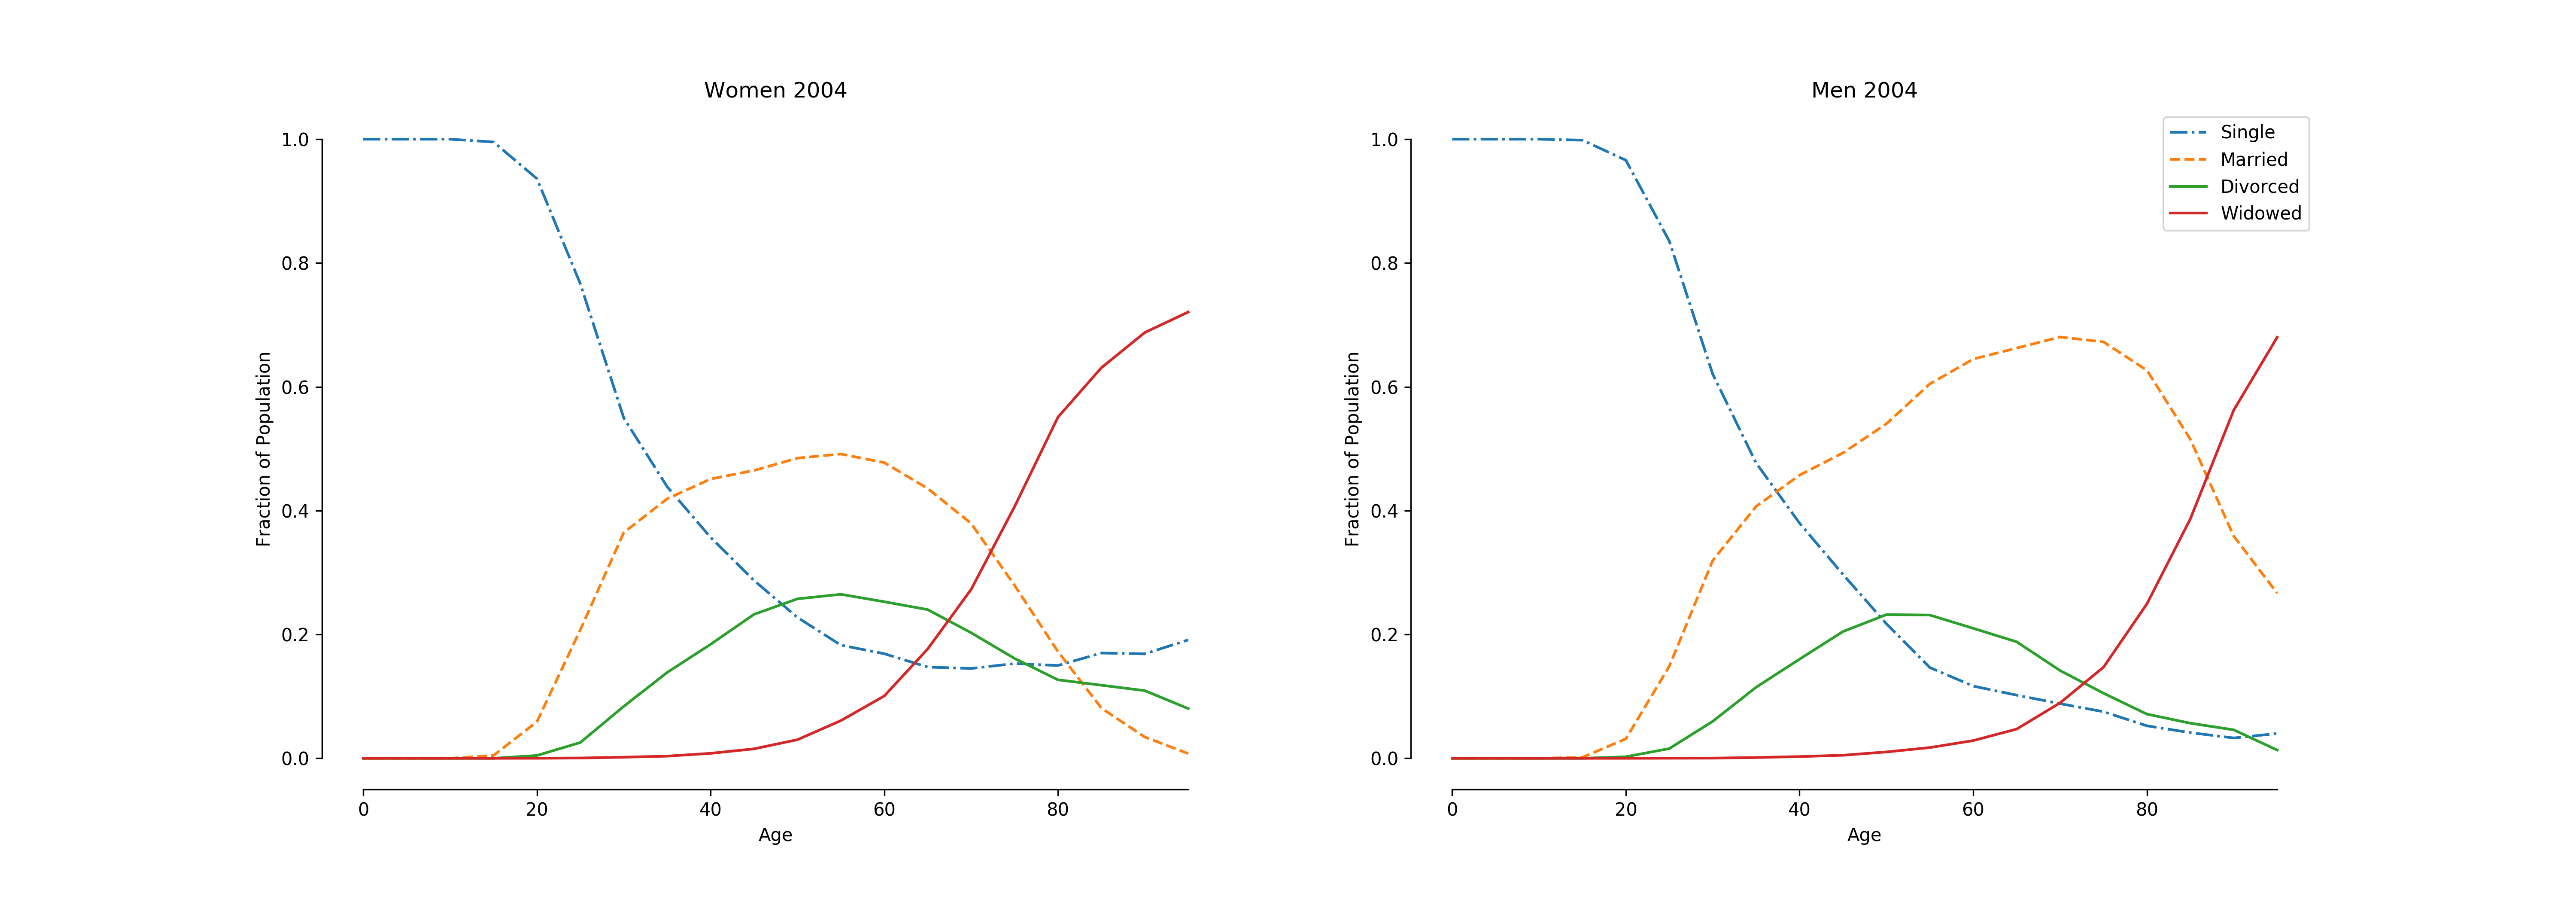 Women 2004
1.0
0.8
0.6
0.4
0.2
0.0
Fraction of Population
0 20 40 60 80
Age
Men 2004
1.0
0.8
0.6
0.4
0.2
0.0
Fraction of Population
0 20 40 60 80
Age
Single
Married
Divorced
Widowed